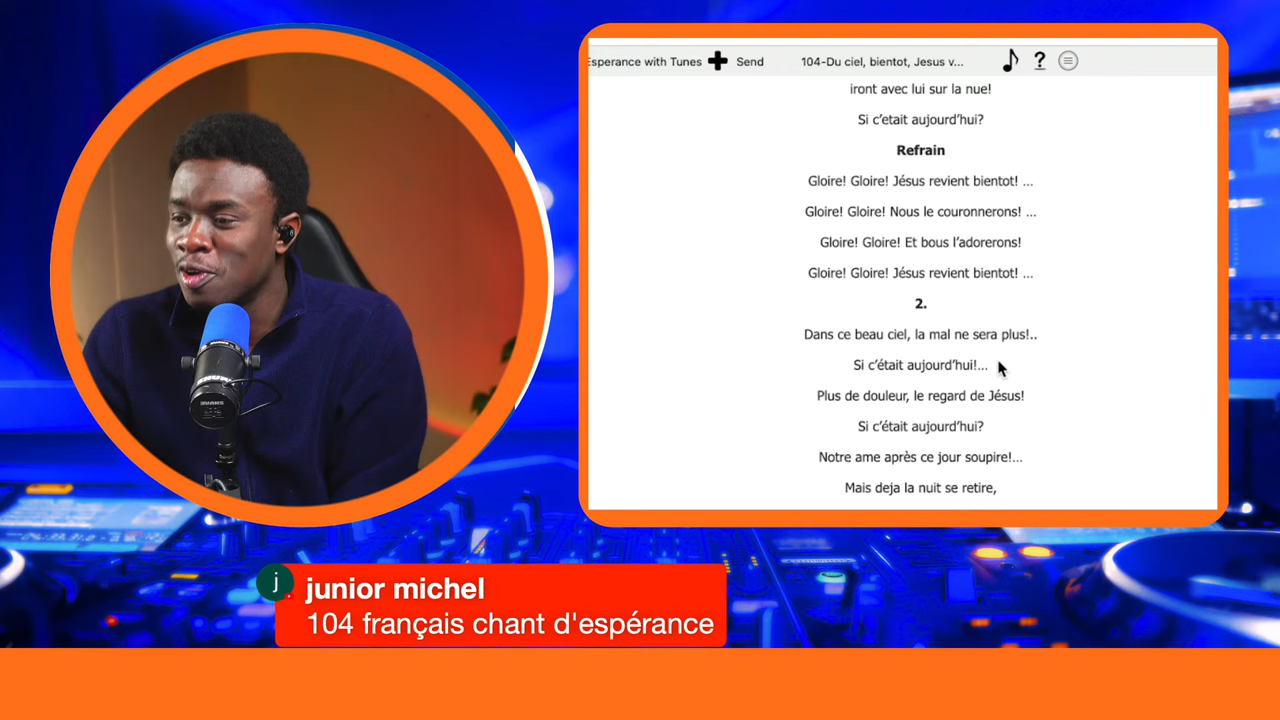 Esperance with Tunes
Send
104-Du ciel, bientot, Jesus v...
?
iront avec lui sur la nue!
Si c'etait aujourd'hui?
Refrain
Gloire! Gloire! Jésus revient bientot! ...
Gloire! Gloire! Nous le couronnerons! ...
Gloire! Gloire! Et bous l'adorerons!
Gloire! Gloire! Jésus revient bientot! ...
2.
Dans ce beau ciel, la mal ne sera plus!..
Si c'était aujourd'hui!...
Plus de douleur, le regard de Jésus!
Si c'était aujourd'hui?
Notre ame après ce jour soupire!...
Mais deja la nuit se retire,
SHURE
j
junior michel
104 français chant d'espérance